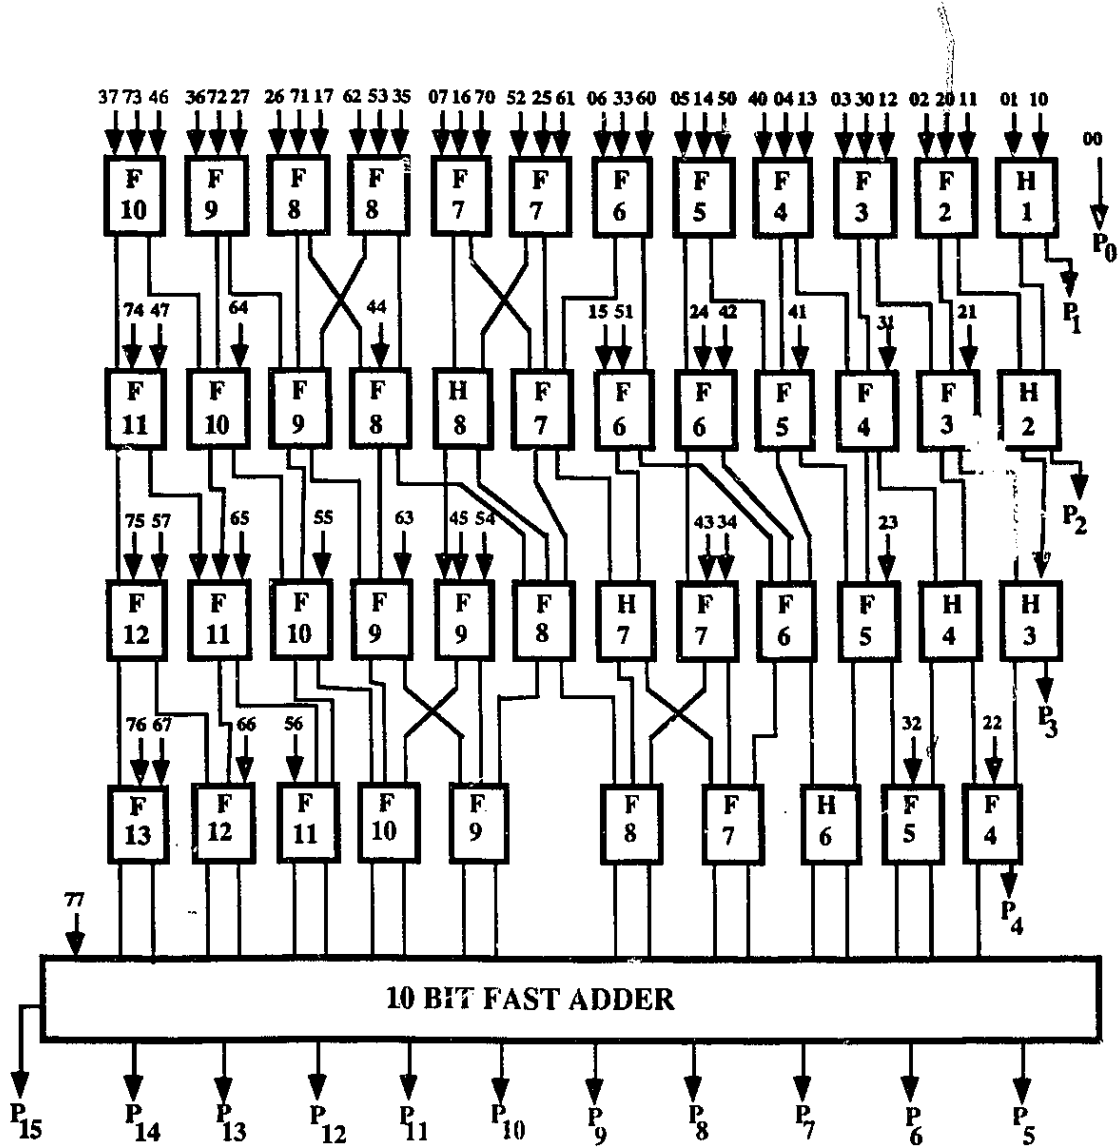 37 73 46 36 72 27 26 71 17 62 53 35 07 16 70 52 25 61 06 33 60 05 14 50 40 04 13 03 30 12 02 20 11 01 10
00
F F F F F F F F F F F H
10 9 8 8 7 7 6 5 4 3 2 1
P0
P1
74 47 64 44 15 51 24 42 41 31 21
F F F F H F F F F F F H
11 10 9 8 8 7 6 6 5 4 3 2
P2
75 57 65 55 63 45 54 43 34 23
F F F F F F H F F F H H
12 11 10 9 9 8 7 7 6 5 4 3
P3
76 67 66 56 32 22
F F F F F F F H F F
13 12 11 10 9 8 7 6 5 4
P4
77
10 BIT FAST ADDER
P15 P14 P13 P12 P11 P10 P9 P8 P7 P6 P5